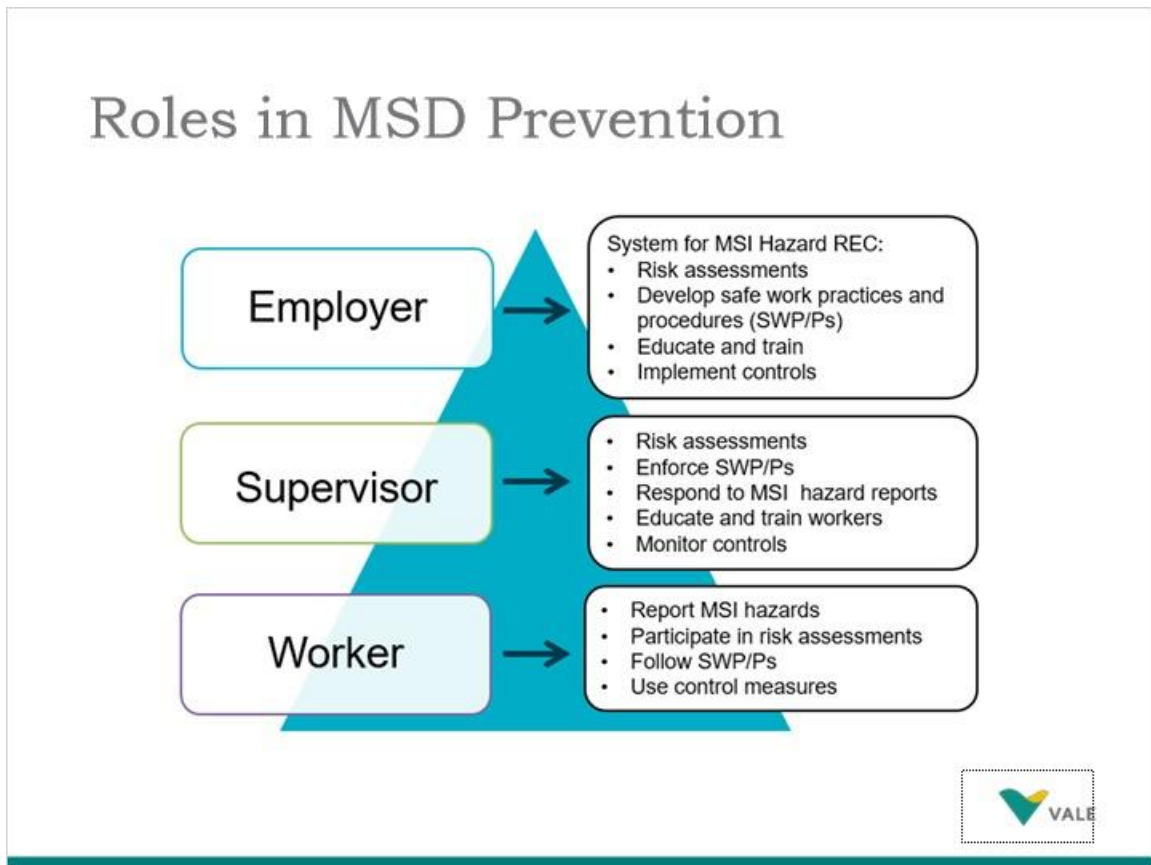 Roles in MSD Prevention
Employer
System for MSI Hazard REC:
• Risk assessments
• Develop safe work practices and
procedures (SWP/Ps)
• Educate and train
• Implement controls
Supervisor
• Risk assessments
• Enforce SWP/Ps
• Respond to MSI  hazard reports
• Educate and train workers
• Monitor controls
Worker
• Report MSI hazards
• Participate in risk assessments
• Follow SWP/Ps
• Use control measures
VALE